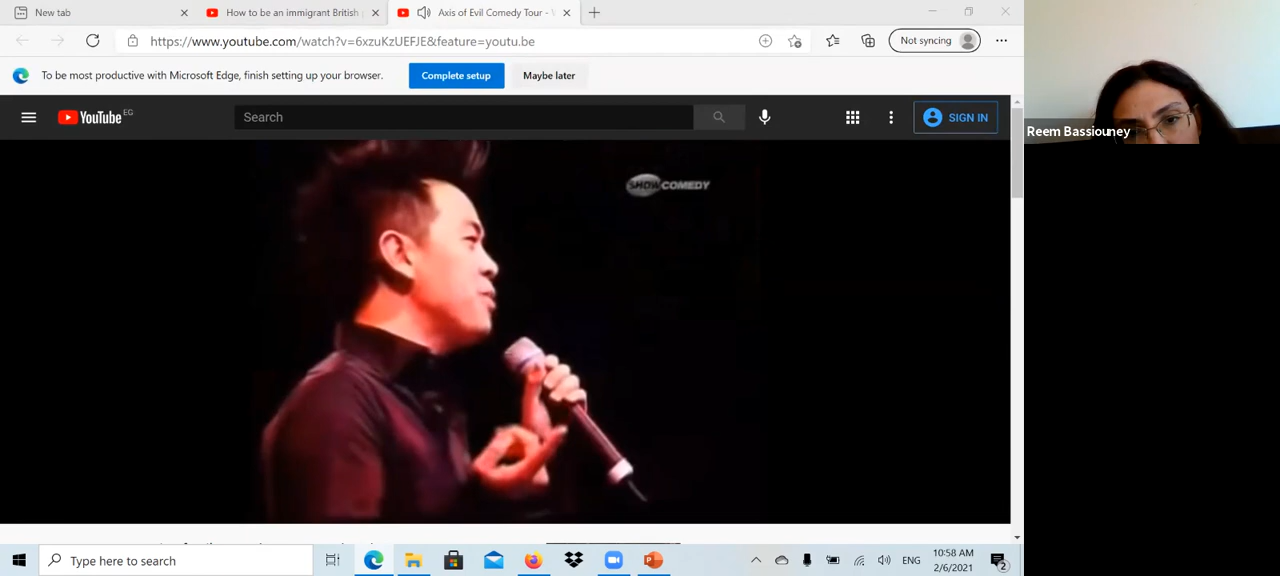 New tab
How to be an immigrant British
Axis of Evil Comedy Tour -
https://www.youtube.com/watch?v=6xzuKzUEFJE&feature=youtu.be
Not syncing
To be most productive with Microsoft Edge, finish setting up your browser.
Complete setup
Maybe later
YouTube EG
Search
SIGN IN
SHOW COMEDY
Reem Bassiouney
Type here to search
ENG
10:58 AM
2/6/2021
2